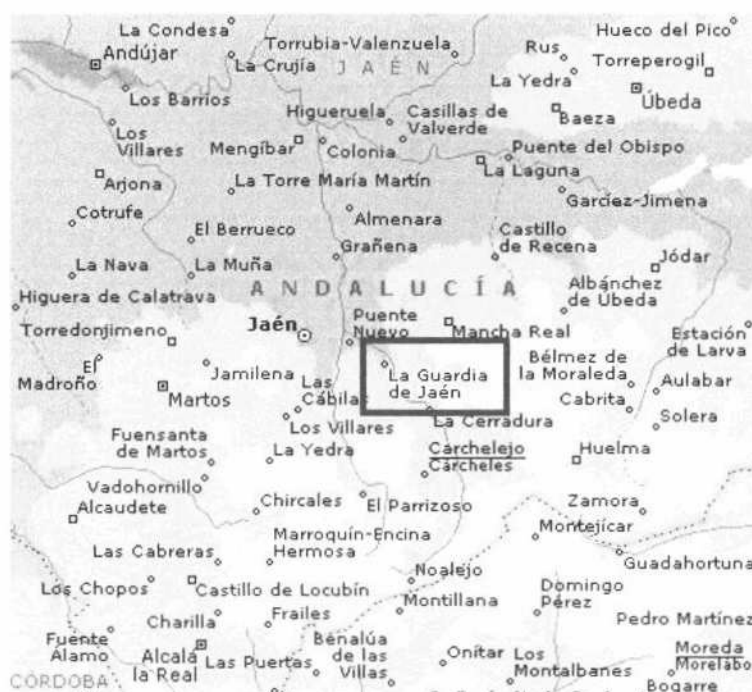 La Condesa
Hueco del Pico
Andújar
Torrubia-Valenzuela
Rus
La Crujía
JAÉN
La Yedra
Torreperogil
Los Barrios
Úbeda
Higueruela
Casillas de
Valverde
Baeza
Los
Villares
Mengíbar
Colonia
Puente del Obispo
La Laguna
Arjona
La Torre María Martín
Garcíez-Jimena
Cotrufe
Almenara
El Berrueco
Castillo
de Recena
Grañena
Jódar
La Nava
La Muña
ANDALUCÍA
Albánchez
de Úbeda
Higuera de Calatrava
Torredonjimeno
Jaén
Puente
Nuevo
Mancha Real
Estación
de Larva
El
Madroño
Jamilena
La Guardia
de Jaén
Bélmez de
la Moraleda
Aulabar
Martos
Las
Cábilas
Cabrita
Los Villares
La Cerradura
Solera
Fuensanta
de Martos
La Yedra
Cárchelejo
Cárcheles
Huelma
Vadohornillo
Alcaudete
Chircales
El Parrizoso
Zamora
Montejícar
Las Cabreras
Marroquín-Encina
Hermosa
Guadahortuna
Los Chopos
Castillo de Locubín
Noalejo
Domingo
Pérez
Charilla
Frailes
Montillana
Pedro Martínez
Fuente
Álamo
Alcalá
la Real
Las Puertas
Benalúa
de las
Villas
Onítar
Los
Montalbanes
Moreda
Morelábo
CÓRDOBA
Bogarre